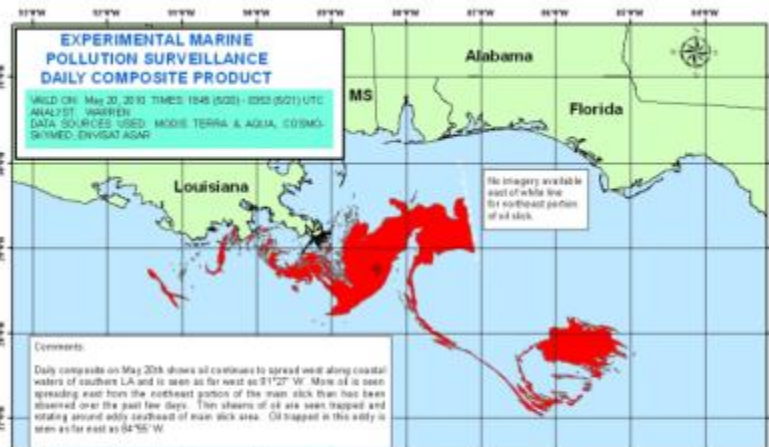 EXPERIMENTAL MARINE
POLLUTION SURVEILLANCE
DAILY COMPOSITE PRODUCT
VALID ON: May 20, 2010 TIMES: (5/20) - (5/21) UTC
ANALYST: WARREN
DATA SOURCES USED: MODIS TERRA & AQUA, COSMO-
SKYMED, ENVISAT ASAR
Alabama
MS
Florida
Louisiana
No imagery available
east of white line
for northeast portion
of oil slick.
Comments:
Daily composite on May 20th shows oil continues to spread west along coastal
waters of southern LA and is seen as far west as 91°27' W. More oil is seen
spreading east from the northeast portion of the main slick than has been
observed over the past few days. Thin sheens of oil are seen trapped and
rotating around eddy southeast of main slick area. Oil trapped in this eddy is
seen as far east as 84°55' W.